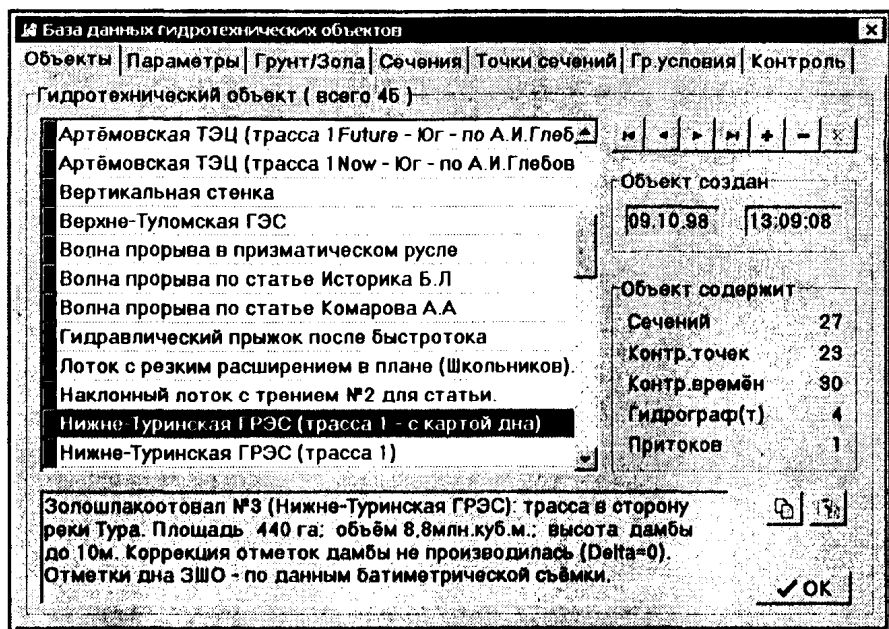 База данных гидротехнических объектов
Объекты Параметры Грунт/Зола Сечения Точки сечений Гр.условия Контроль
Гидротехнический объект ( всего 45 )
Артёмовская ТЭЦ (трасса 1Future - Юг - по А.И.Глеб
Артёмовская ТЭЦ (трасса 1Now - Юг - по А.И.Глебов
Вертикальная стенка
Верхне-Туломская ГЭС
Волна прорыва в призматическом русле
Волна прорыва по статье Историка Б.Л
Волна прорыва по статье Комарова А.А
Гидравлический прыжок после быстротока
Лоток с резким расширением в плане (Школьников).
Наклонный лоток с трением №2 для статьи.
Нижне-Туринская ГРЭС (трасса 1 - с картой дна)
Нижне-Туринская ГРЭС (трасса 1)
Объект создан
09.10.98 13:09:08
Объект содержит
Сечений 27
Контр.точек 23
Контр.времён 30
Гидрограф(т) 4
Притоков 1
Золошлакоотовал №3 (Нижне-Туринская ГРЭС): трасса в сторону
реки Тура. Площадь 440 га; объём 8,8млн.куб.м.; высота дамбы
до 10м. Коррекция отметок дамбы не производилась (Delta=0).
Отметки дна ЗШО - по данным батиметрической съёмки.
OK